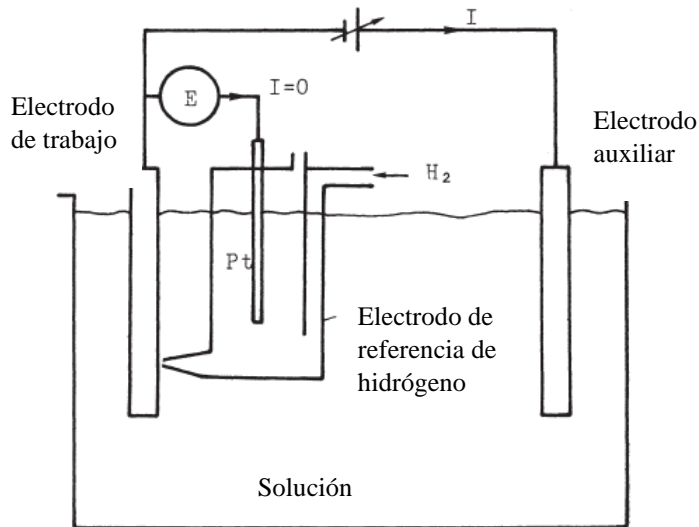 I
E
I=0
Electrodo
de trabajo
Electrodo
auxiliar
H₂
Pt
Electrodo de
referencia de
hidrógeno
Solución